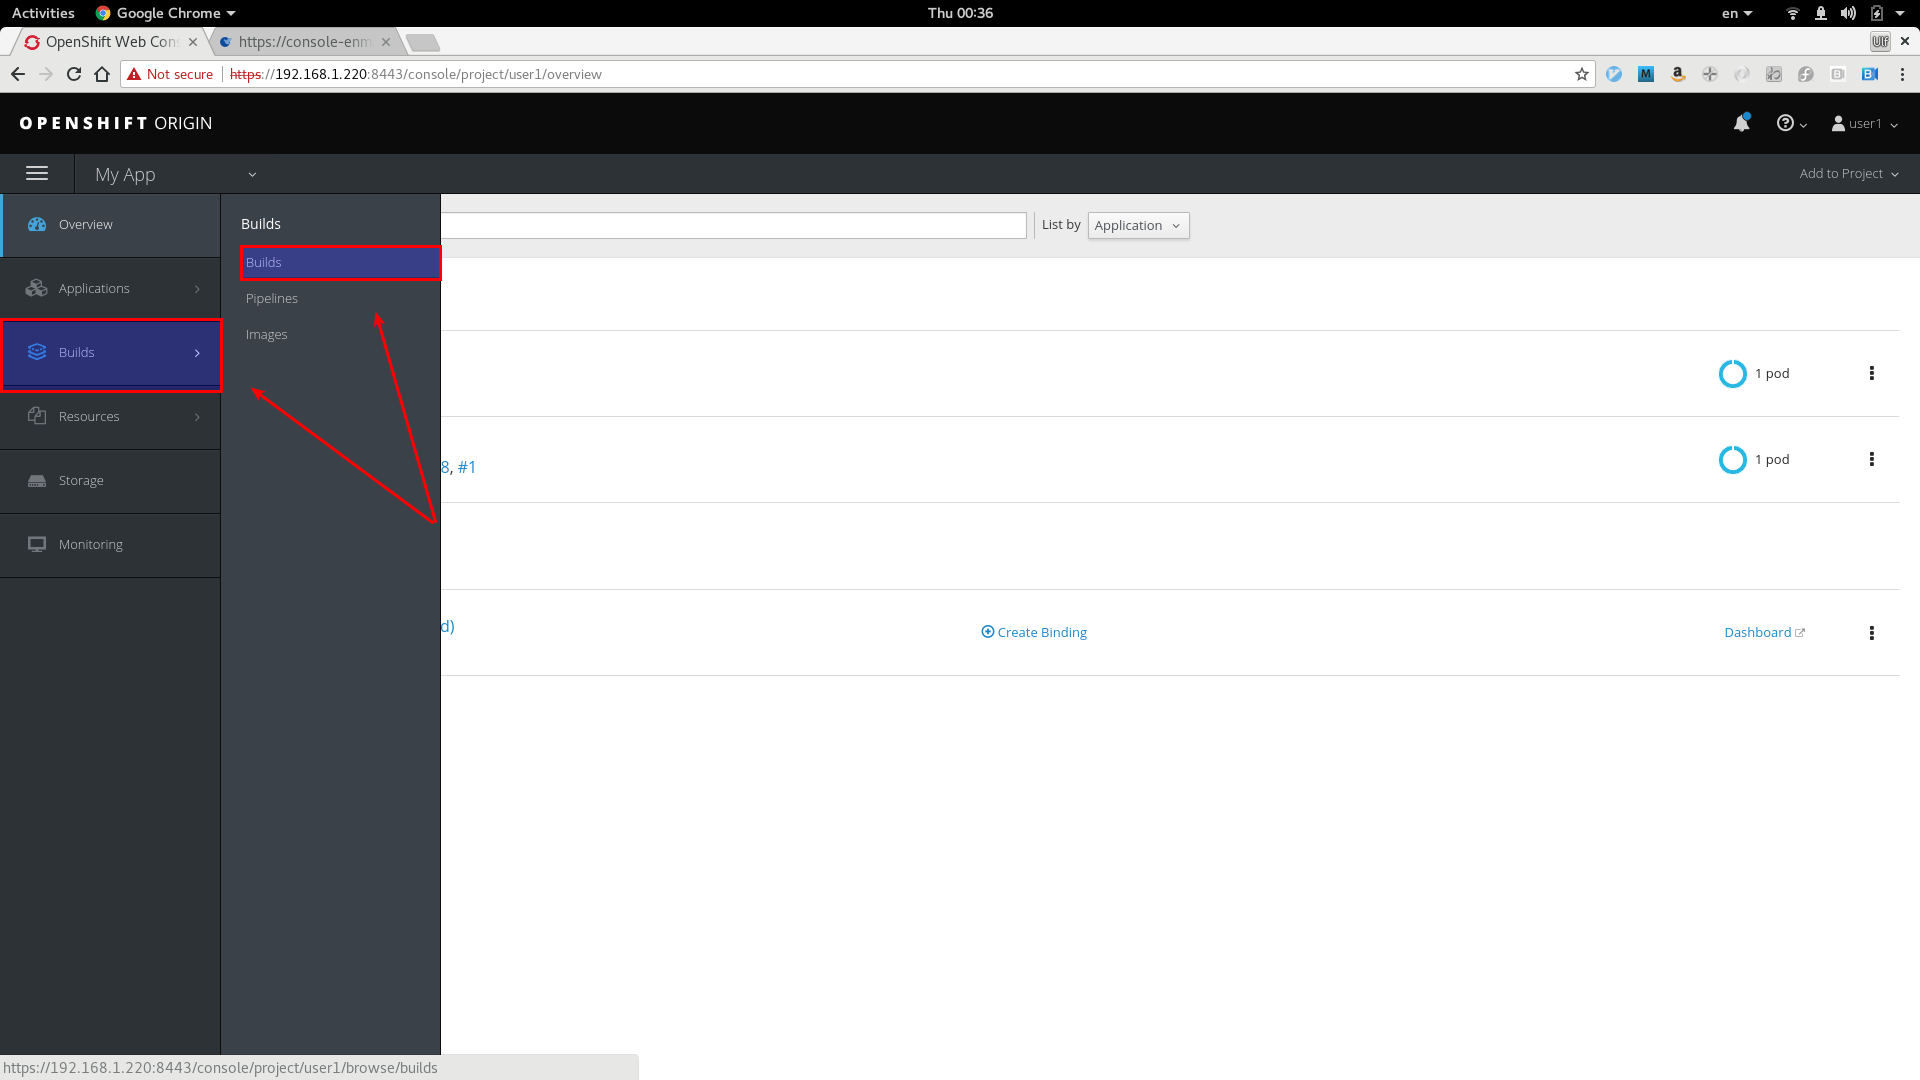 Activities Google Chrome Thu 00:36 en
OpenShift Web Con https://console-enm Ulf
Not secure https://192.168.1.220:8443/console/project/user1/overview
OPENSHIFT ORIGIN user1
My App Add to Project
Overview
Applications
Builds
Resources
Storage
Monitoring
Builds
Builds
Pipelines
Images
List by Application
1 pod
8, #1 1 pod
d) Create Binding Dashboard
https://192.168.1.220:8443/console/project/user1/browse/builds